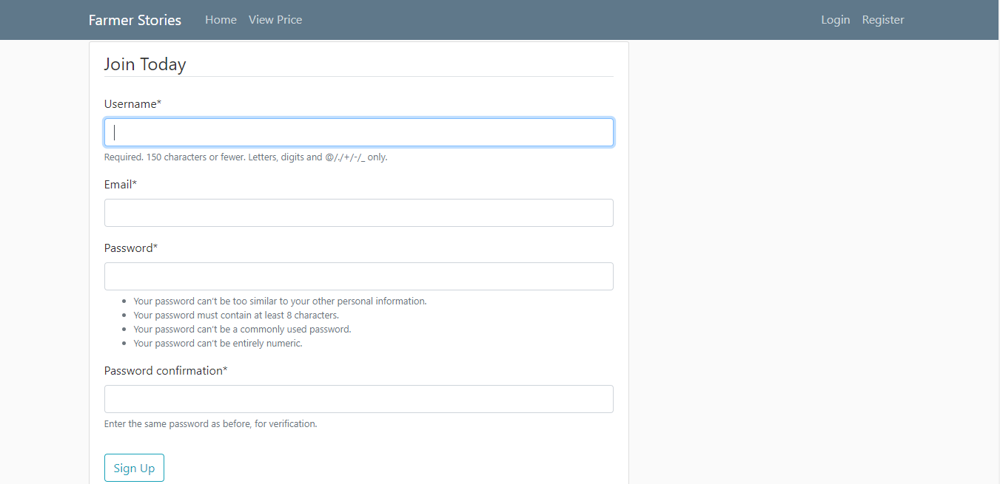 Farmer Stories Home View Price Login Register
Join Today
Username*
Required. 150 characters or fewer. Letters, digits and @/./+/-/_ only.
Email*
Password*
Your password can't be too similar to your other personal information.
Your password must contain at least 8 characters.
Your password can't be a commonly used password.
Your password can't be entirely numeric.
Password confirmation*
Enter the same password as before, for verification.
Sign Up